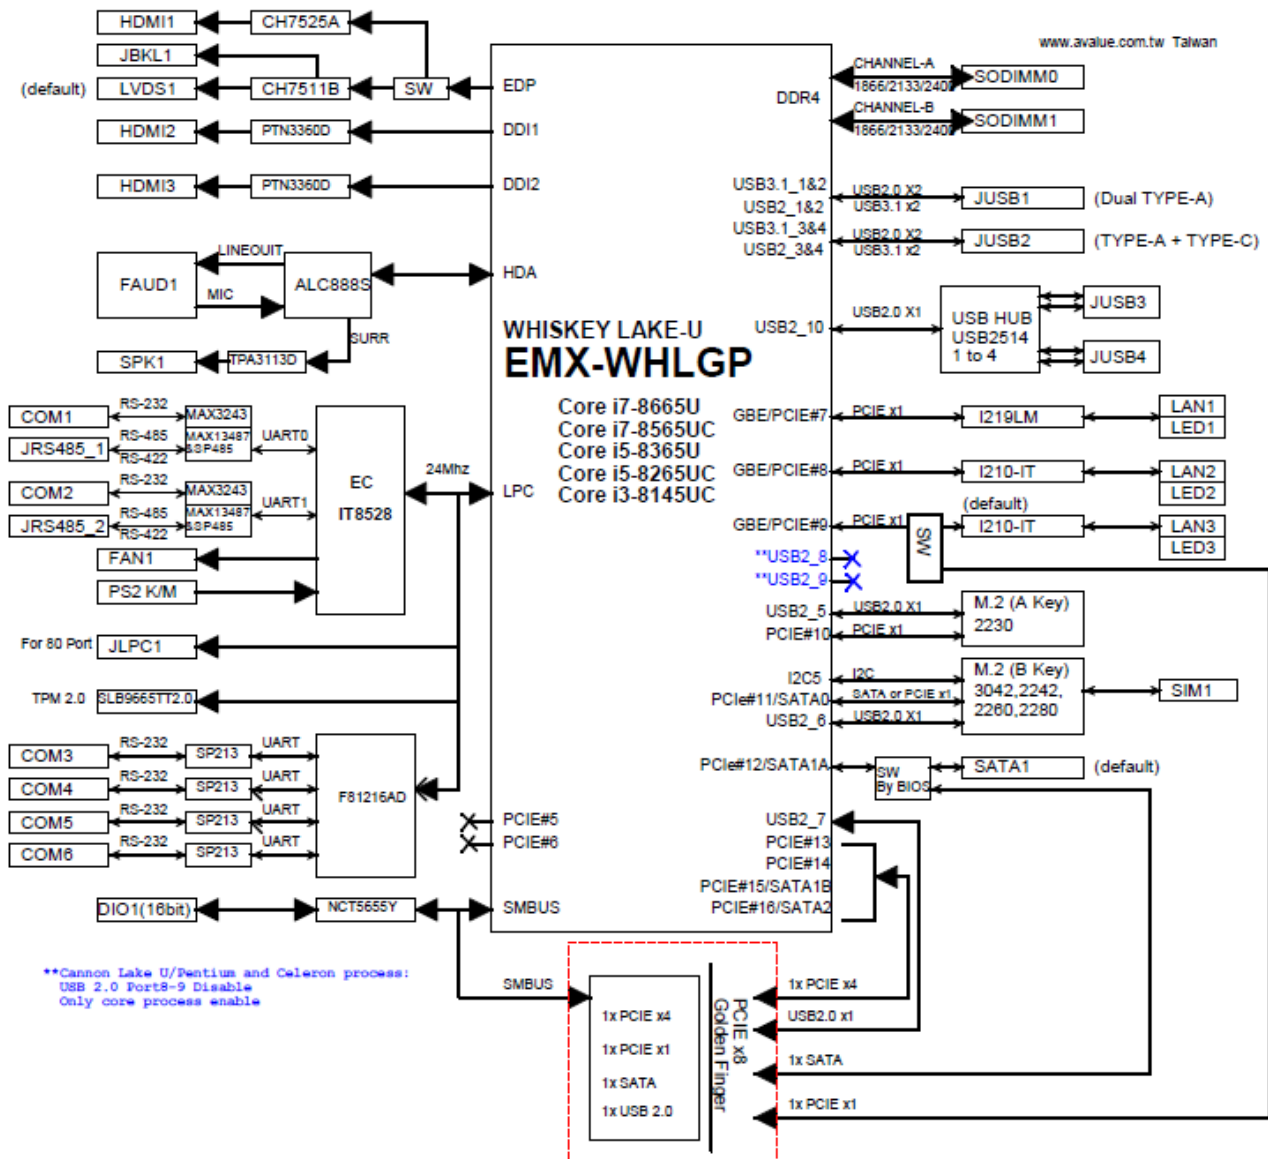 www.avalue.com.tw Taiwan
HDMI1
CH7525A
JBKL1
(default)
LVDS1
CH7511B
SW
EDP
HDMI2
PTN3360D
DDI1
HDMI3
PTN3360D
DDI2
LINEOUIT
FAUD1
ALC888S
HDA
MIC
SURR
SPK1
TPA3113D
COM1
RS-232
MAX3243
JRS485_1
RS-485
RS-422
MAX13487
&SP485
UART0
COM2
RS-232
MAX3243
JRS485_2
RS-485
RS-422
MAX13487
&SP485
UART1
EC
IT8528
24Mhz
LPC
FAN1
PS2 K/M
For 80 Port
JLPC1
TPM 2.0
SLB9665TT2.0
COM3
RS-232
SP213
UART
COM4
RS-232
SP213
UART
COM5
RS-232
SP213
UART
COM6
RS-232
SP213
UART
F81216AD
PCIE#5
PCIE#6
DIO1(16bit)
NCT5655Y
SMBUS
**Cannon Lake U/Pentium and Celeron process:
USB 2.0 Port8-9 Disable
Only core process enable
WHISKEY LAKE-U
EMX-WHLGP
Core i7-8665U
Core i7-8565UC
Core i5-8365U
Core i5-8265UC
Core i3-8145UC
DDR4
CHANNEL-A
1866/2133/2400
SODIMM0
CHANNEL-B
1866/2133/2400
SODIMM1
USB3.1_1&2
USB2_1&2
USB2.0 X2
USB3.1 x2
JUSB1
(Dual TYPE-A)
USB3.1_3&4
USB2_3&4
USB2.0 X2
USB3.1 x2
JUSB2
(TYPE-A + TYPE-C)
USB2_10
USB2.0 X1
USB HUB
USB2514
1 to 4
JUSB3
JUSB4
GBE/PCIE#7
PCIE x1
I219LM
LAN1
LED1
GBE/PCIE#8
PCIE x1
I210-IT
LAN2
LED2
(default)
GBE/PCIE#9
PCIE x1
SW
I210-IT
LAN3
LED3
**USB2_8
**USB2_9
USB2_5
USB2.0 X1
PCIE#10
PCIE x1
M.2 (A Key)
2230
I2C5
I2C
PCIe#11/SATA0
SATA or PCIE x1
USB2_6
USB2.0 X1
M.2 (B Key)
3042,2242,
2260,2280
SIM1
PCIe#12/SATA1A
SW
By BIOS
SATA1
(default)
USB2_7
PCIE#13
PCIE#14
PCIE#15/SATA1B
PCIE#16/SATA2
SMBUS
1x PCIE x4
1x PCIE x1
1x SATA
1x USB 2.0
PCIE x8
Golden Finger
1x PCIE x4
USB2.0 x1
1x SATA
1x PCIE x1